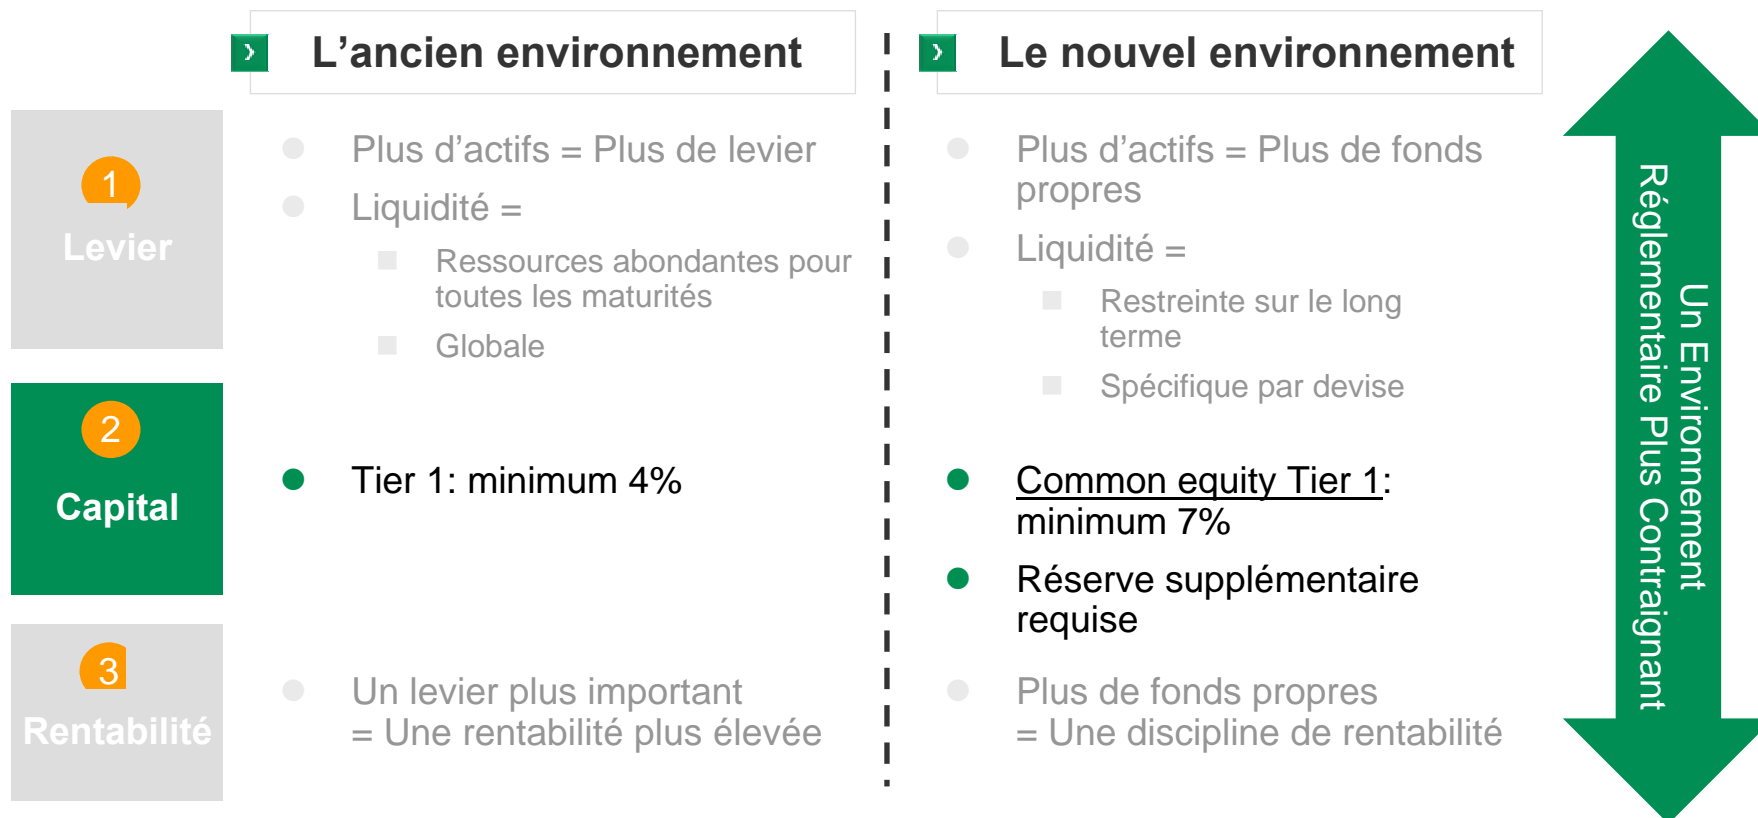 L’ancien environnement
Le nouvel environnement
1
Levier
Plus d’actifs = Plus de levier
Liquidité =
Ressources abondantes pour
toutes les maturités
Globale
Plus d’actifs = Plus de fonds
propres
Liquidité =
Restreinte sur le long
terme
Spécifique par devise
2
Capital
Tier 1: minimum 4%
Common equity Tier 1:
minimum 7%
Réserve supplémentaire
requise
3
Rentabilité
Un levier plus important
= Une rentabilité plus élevée
Plus de fonds propres
= Une discipline de rentabilité
Un Environnement
Réglementaire Plus Contraignant